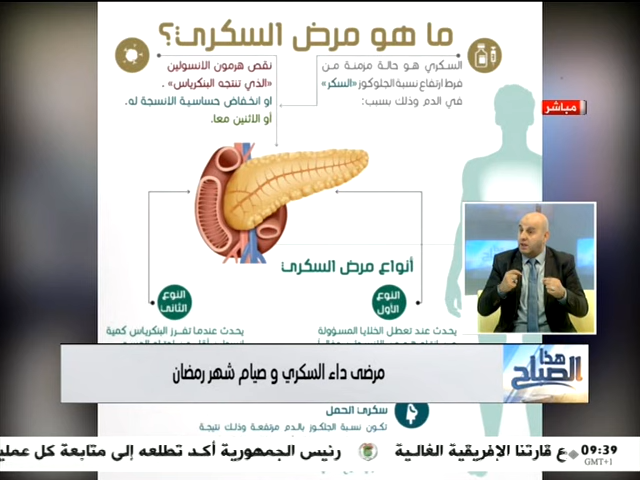 ما هو مرض السكري؟
السكري هو حالة مزمنة من
فرط ارتفاع نسبة الجلوكوز «السكر»
في الدم وذلك بسبب:
نقص هرمون الانسولين
«الذي تنتجه البنكرياس» .
او انخفاض حساسية الانسجة له.
أو الاثنين معا.
مباشر
أنواع مرض السكري
النوع
الأول
النوع
الثاني
يحدث عند تعطل الخلايا المسؤولة
يحدث عندما تفرز البنكرياس كمية
مرضى داء السكري و صيام شهر رمضان
هذا
الصباح
سكري الحمل
تكون نسبة الجلكوز بالدم مرتفعة وذلك نتيجة
ع قارتنا الإفريقية الغالية
رئيس الجمهورية أكد تطلعه إلى متابعة كل عملي
09:39
GMT+1